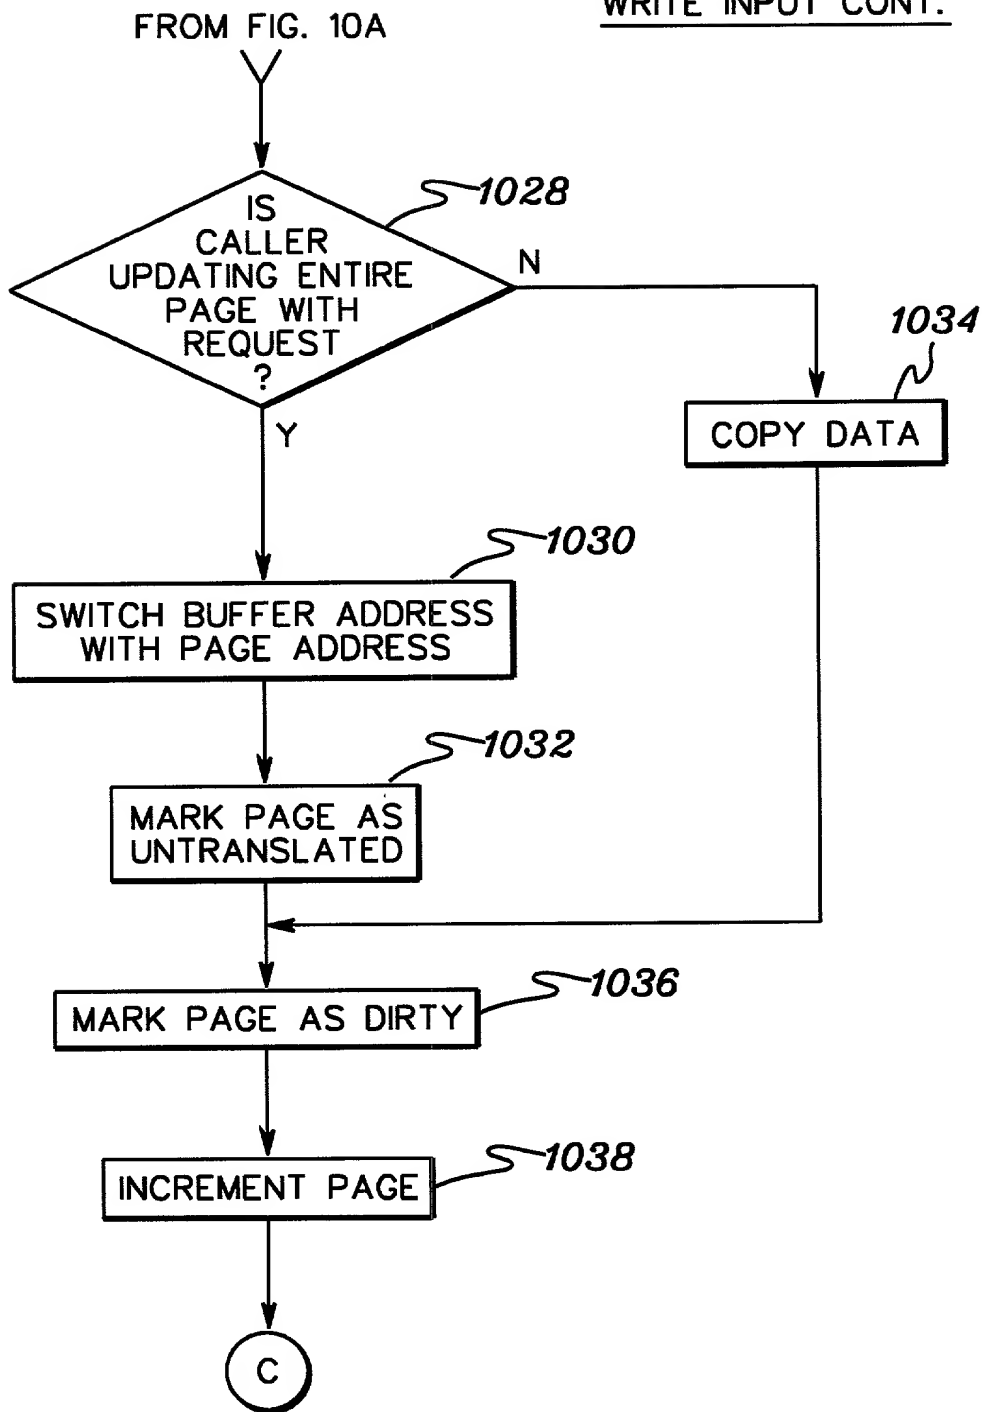 WRITE INPUT CONT.
FROM FIG. 10A
1028
IS
CALLER
UPDATING ENTIRE
PAGE WITH
REQUEST
?
N
Y
1034
COPY DATA
1030
SWITCH BUFFER ADDRESS
WITH PAGE ADDRESS
1032
MARK PAGE AS
UNTRANSLATED
1036
MARK PAGE AS DIRTY
1038
INCREMENT PAGE
C